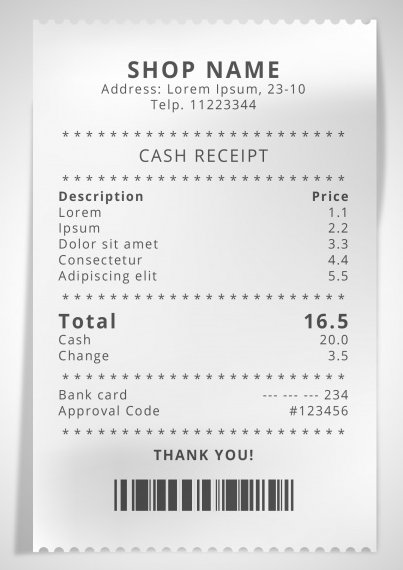 SHOP NAME
Address: Lorem Ipsum, 23-10
Telp. 11223344
* * * * * * * * * * * * * * * * * * * * * * * *
CASH RECEIPT
* * * * * * * * * * * * * * * * * * * * * * * *
Description Price
Lorem 1.1
Ipsum 2.2
Dolor sit amet 3.3
Consectetur 4.4
Adipiscing elit 5.5
* * * * * * * * * * * * * * * * * * * * * * * *
Total 16.5
Cash 20.0
Change 3.5
* * * * * * * * * * * * * * * * * * * * * * * *
Bank card --- --- --- 234
Approval Code #123456
* * * * * * * * * * * * * * * * * * * * * * * *
THANK YOU!